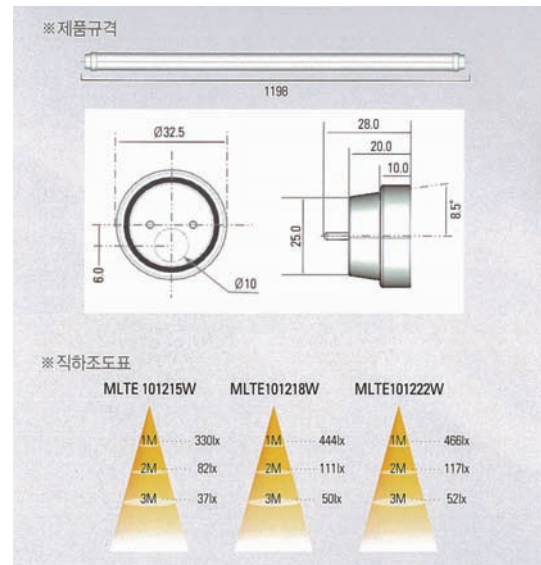 ※제품규격
1198
Ø32.5
6.0
Ø10
28.0
20.0
10.0
25.0
8.5°
※직하조도표
MLTE 101215W MLTE101218W MLTE101222W
1M 330lx 1M 444lx 1M 466lx
2M 82lx 2M 111lx 2M 117lx
3M 37lx 3M 50lx 3M 52lx